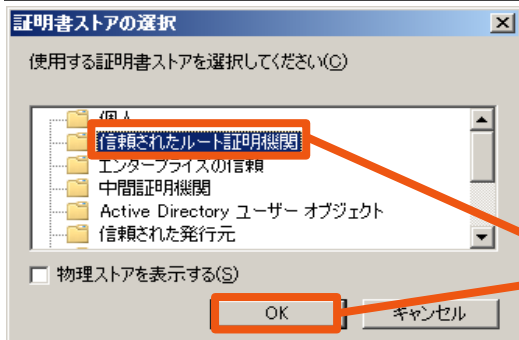 証明書ストアの選択
使用する証明書ストアを選択してください(C)
個人
信頼されたルート証明機関
エンタープライズの信頼
中間証明機関
Active Directory ユーザー オブジェクト
信頼された発行元
物理ストアを表示する(S)
OK
キャンセル